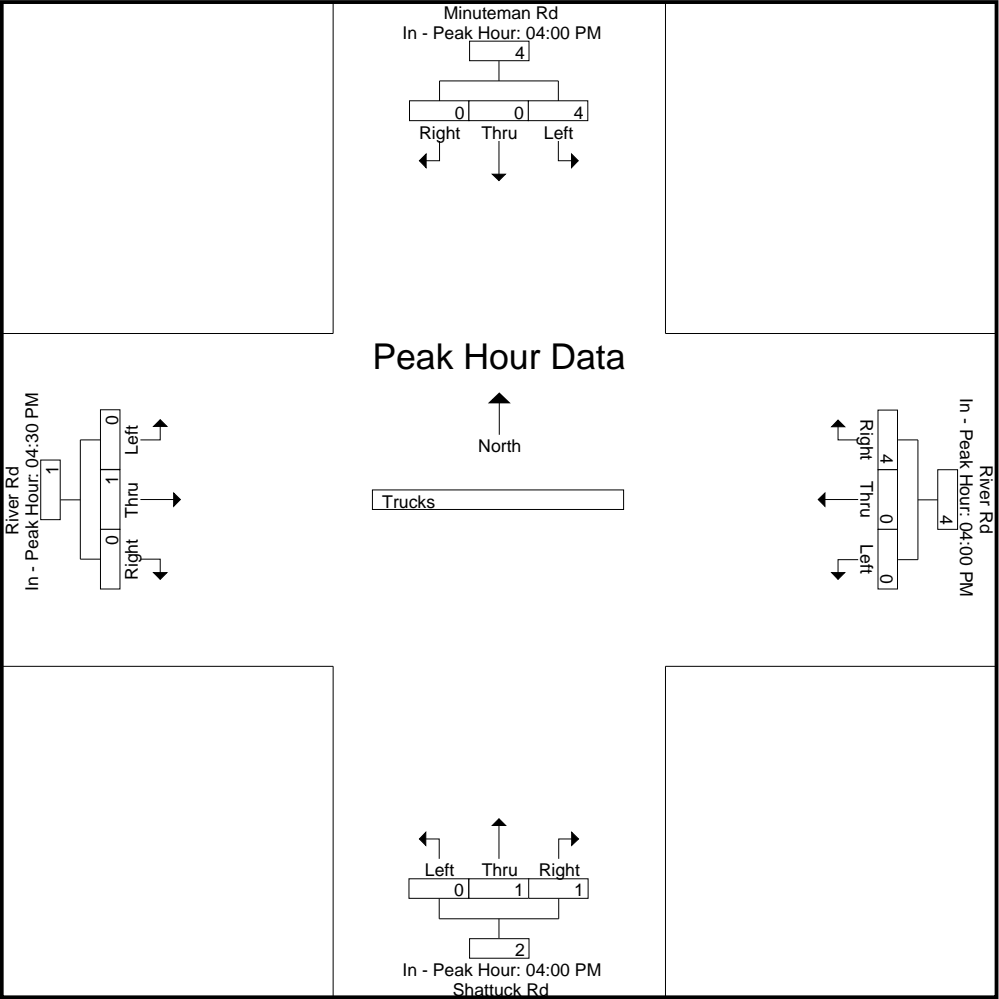 Minuteman Rd
In - Peak Hour: 04:00 PM
4
0 0 4
Right Thru Left
Peak Hour Data
North
Trucks
River Rd
In - Peak Hour: 04:30 PM
1
0 1 0
Left Thru Right
River Rd
In - Peak Hour: 04:00 PM
4
4 0 0
Right Thru Left
Left Thru Right
0 1 1
2
In - Peak Hour: 04:00 PM
Shattuck Rd